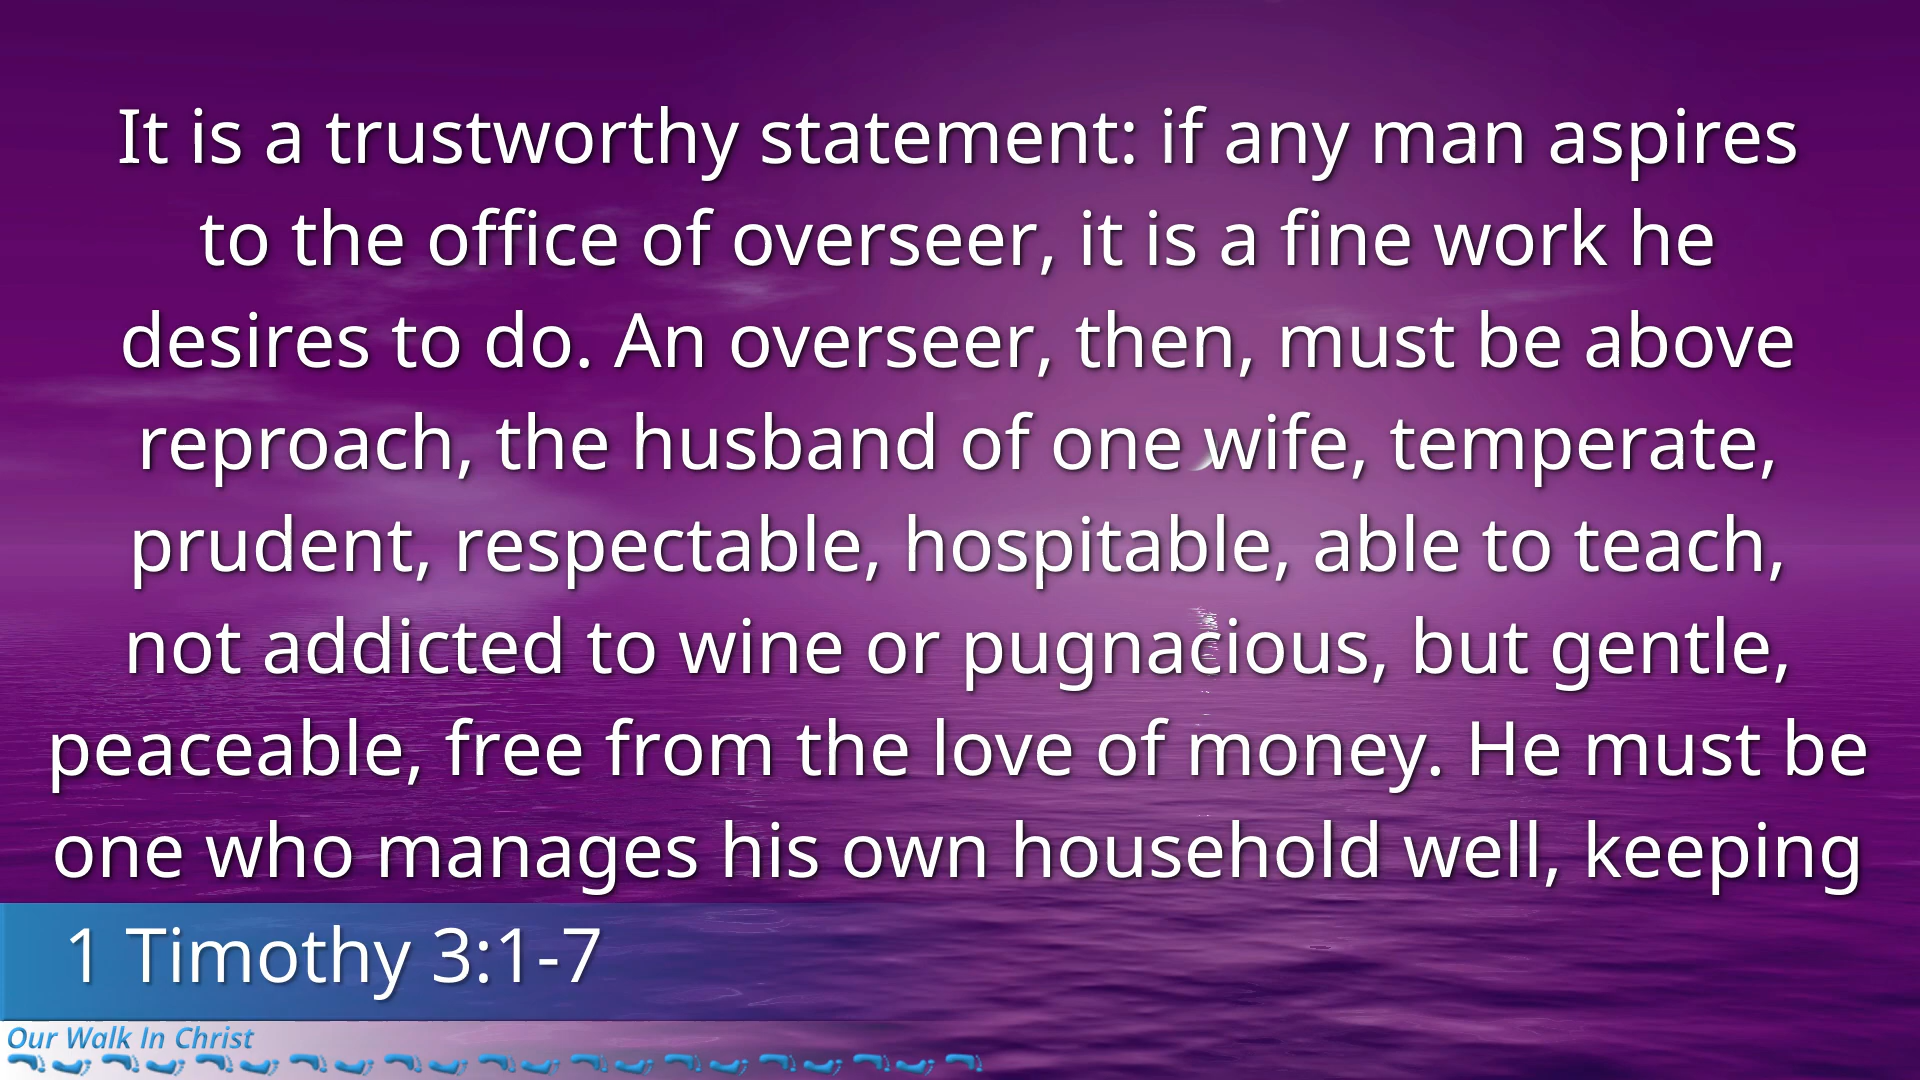 It is a trustworthy statement: if any man aspires
to the office of overseer, it is a fine work he
desires to do. An overseer, then, must be above
reproach, the husband of one wife, temperate,
prudent, respectable, hospitable, able to teach,
not addicted to wine or pugnacious, but gentle,
peaceable, free from the love of money. He must be
one who manages his own household well, keeping
1 Timothy 3:1-7
Our Walk In Christ